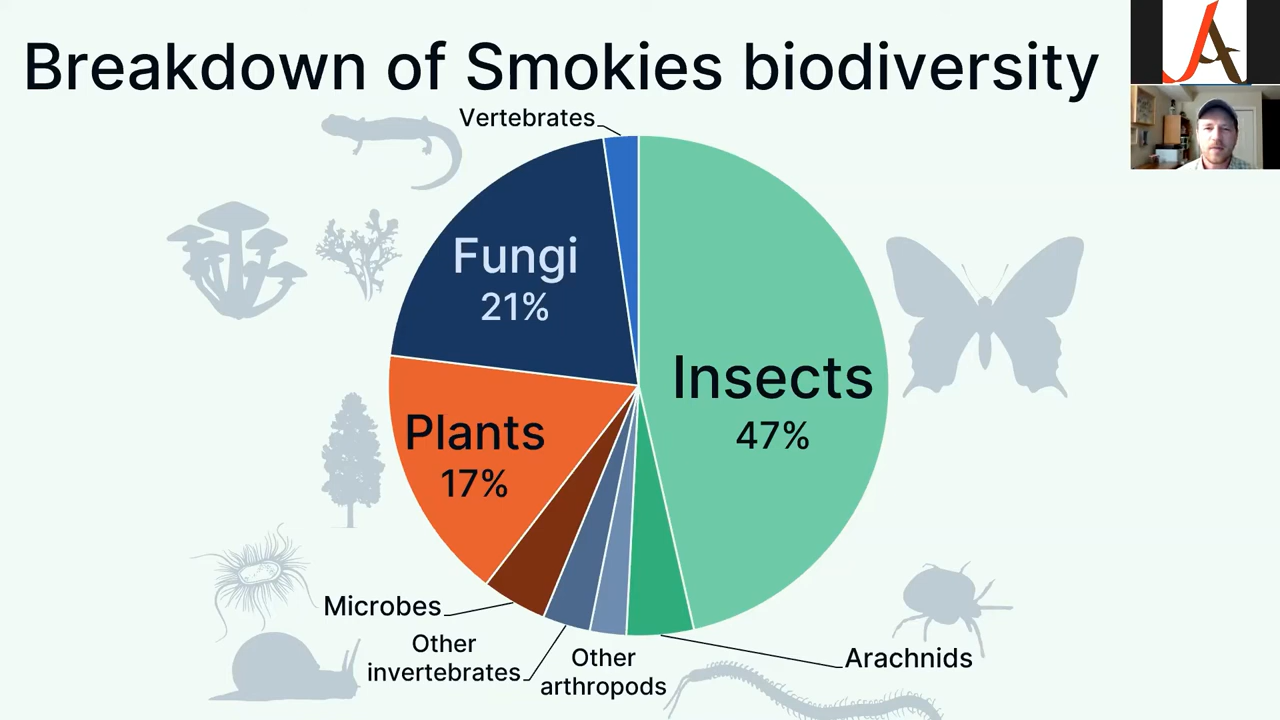 Breakdown of Smokies biodiversity
Vertebrates
Fungi
21%
Insects
47%
Plants
17%
Microbes
Other
invertebrates
Other
arthropods
Arachnids